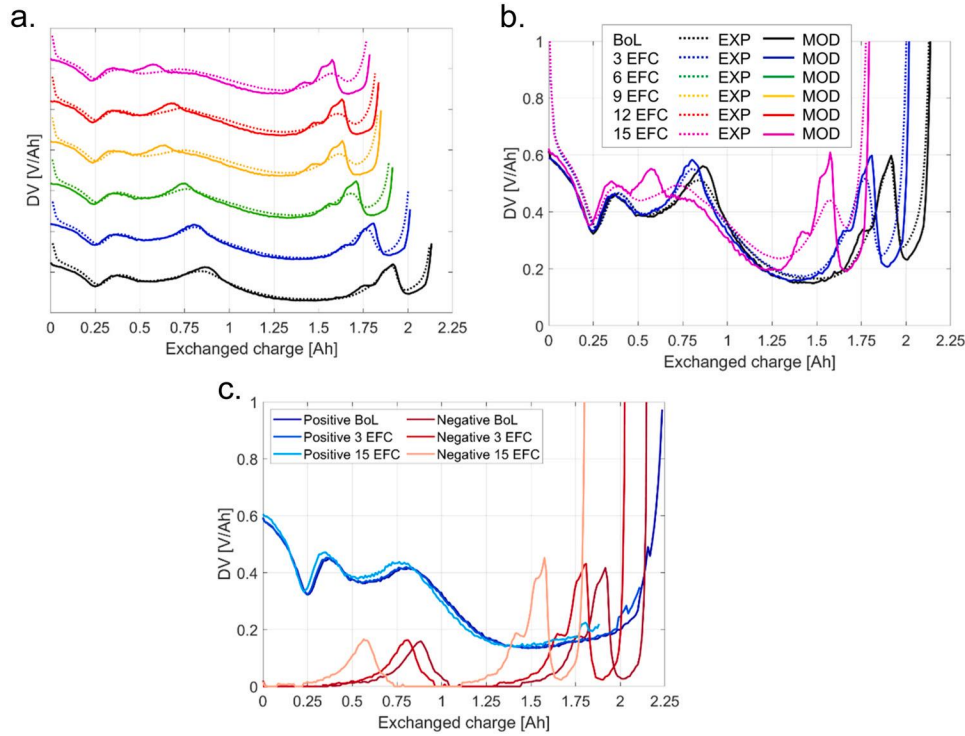 a.
DV [V/Ah]
0 0.25 0.5 0.75 1 1.25 1.5 1.75 2 2.25
Exchanged charge [Ah]
b.
BoL EXP MOD
3 EFC EXP MOD
6 EFC EXP MOD
9 EFC EXP MOD
12 EFC EXP MOD
15 EFC EXP MOD
DV [V/Ah]
1
0.8
0.6
0.4
0.2
0
0 0.25 0.5 0.75 1 1.25 1.5 1.75 2 2.25
Exchanged charge [Ah]
c.
Positive BoL Negative BoL
Positive 3 EFC Negative 3 EFC
Positive 15 EFC Negative 15 EFC
DV [V/Ah]
1
0.8
0.6
0.4
0.2
0
0 0.25 0.5 0.75 1 1.25 1.5 1.75 2 2.25
Exchanged charge [Ah]